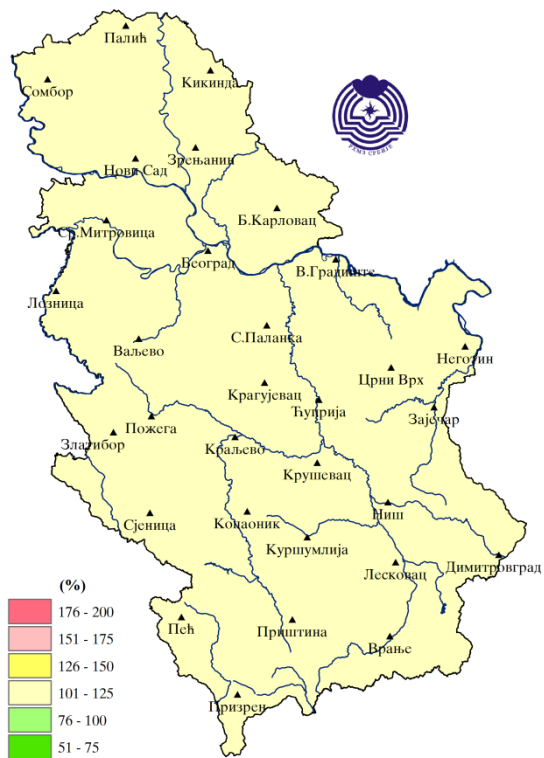 Палић
Кикинда
Сомбор
РХМЗ СРБИЈЕ
Зрењанин
Нови Сад
Б.Карловац
Ср.Митровица
Београд
В.Градиште
Лозница
С.Паланка
Ваљево
Неготин
Црни Врх
Крагујевац
Ћуприја
Зајечар
Пожега
Златибор
Краљево
Крушевац
Ниш
Сјеница
Копаоник
Куршумлија
Димитровград
Лесковац
(%)
176 - 200
151 - 175
126 - 150
101 - 125
76 - 100
51 - 75
Пећ
Приштина
Врање
Призрен